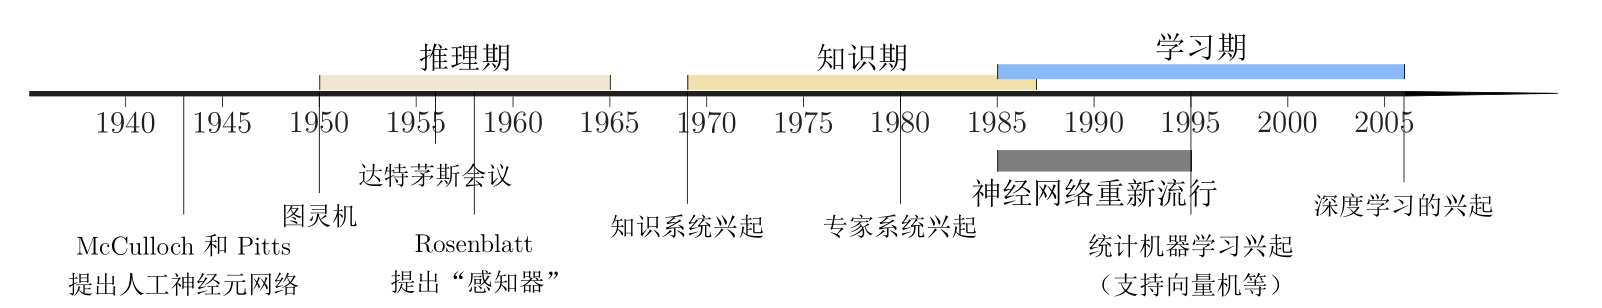 推理期
知识期
学习期
1940 1945 1950 1955 1960 1965 1970 1975 1980 1985 1990 1995 2000 2005
达特茅斯会议
神经网络重新流行
图灵机
知识系统兴起
专家系统兴起
深度学习的兴起
McCulloch 和 Pitts
提出人工神经元网络
Rosenblatt
提出“感知器”
统计机器学习兴起
（支持向量机等）